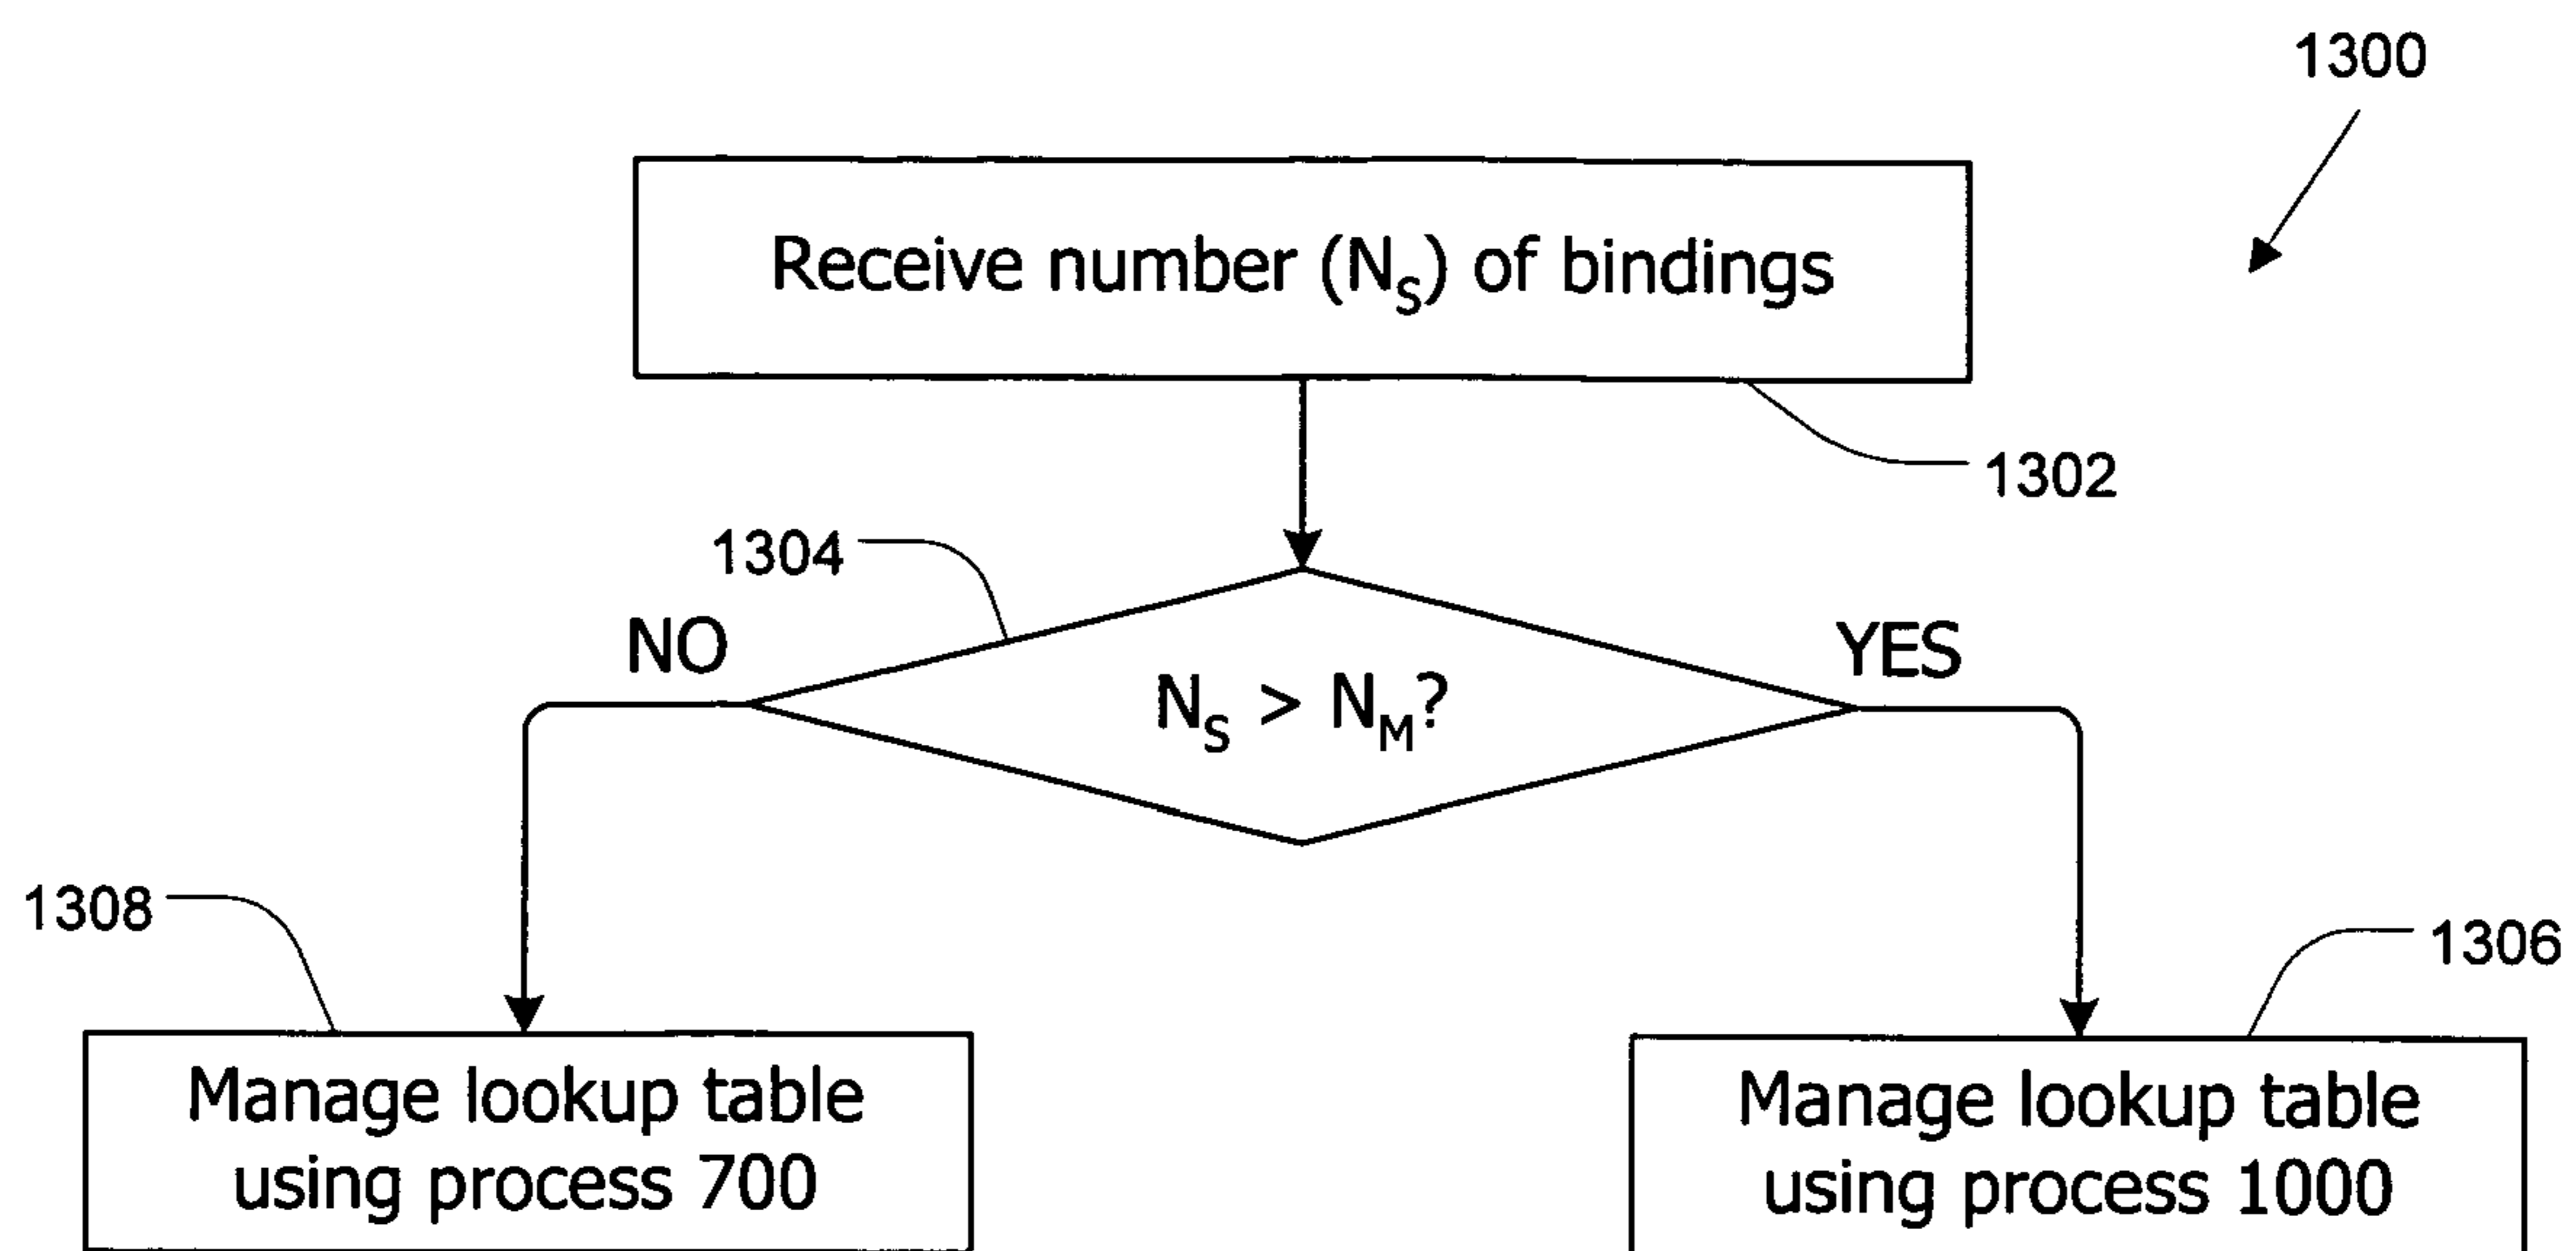 1300
Receive number (N_S) of bindings
1302
1304
NO
YES
N_S > N_M?
1308
1306
Manage lookup table
using process 700
Manage lookup table
using process 1000